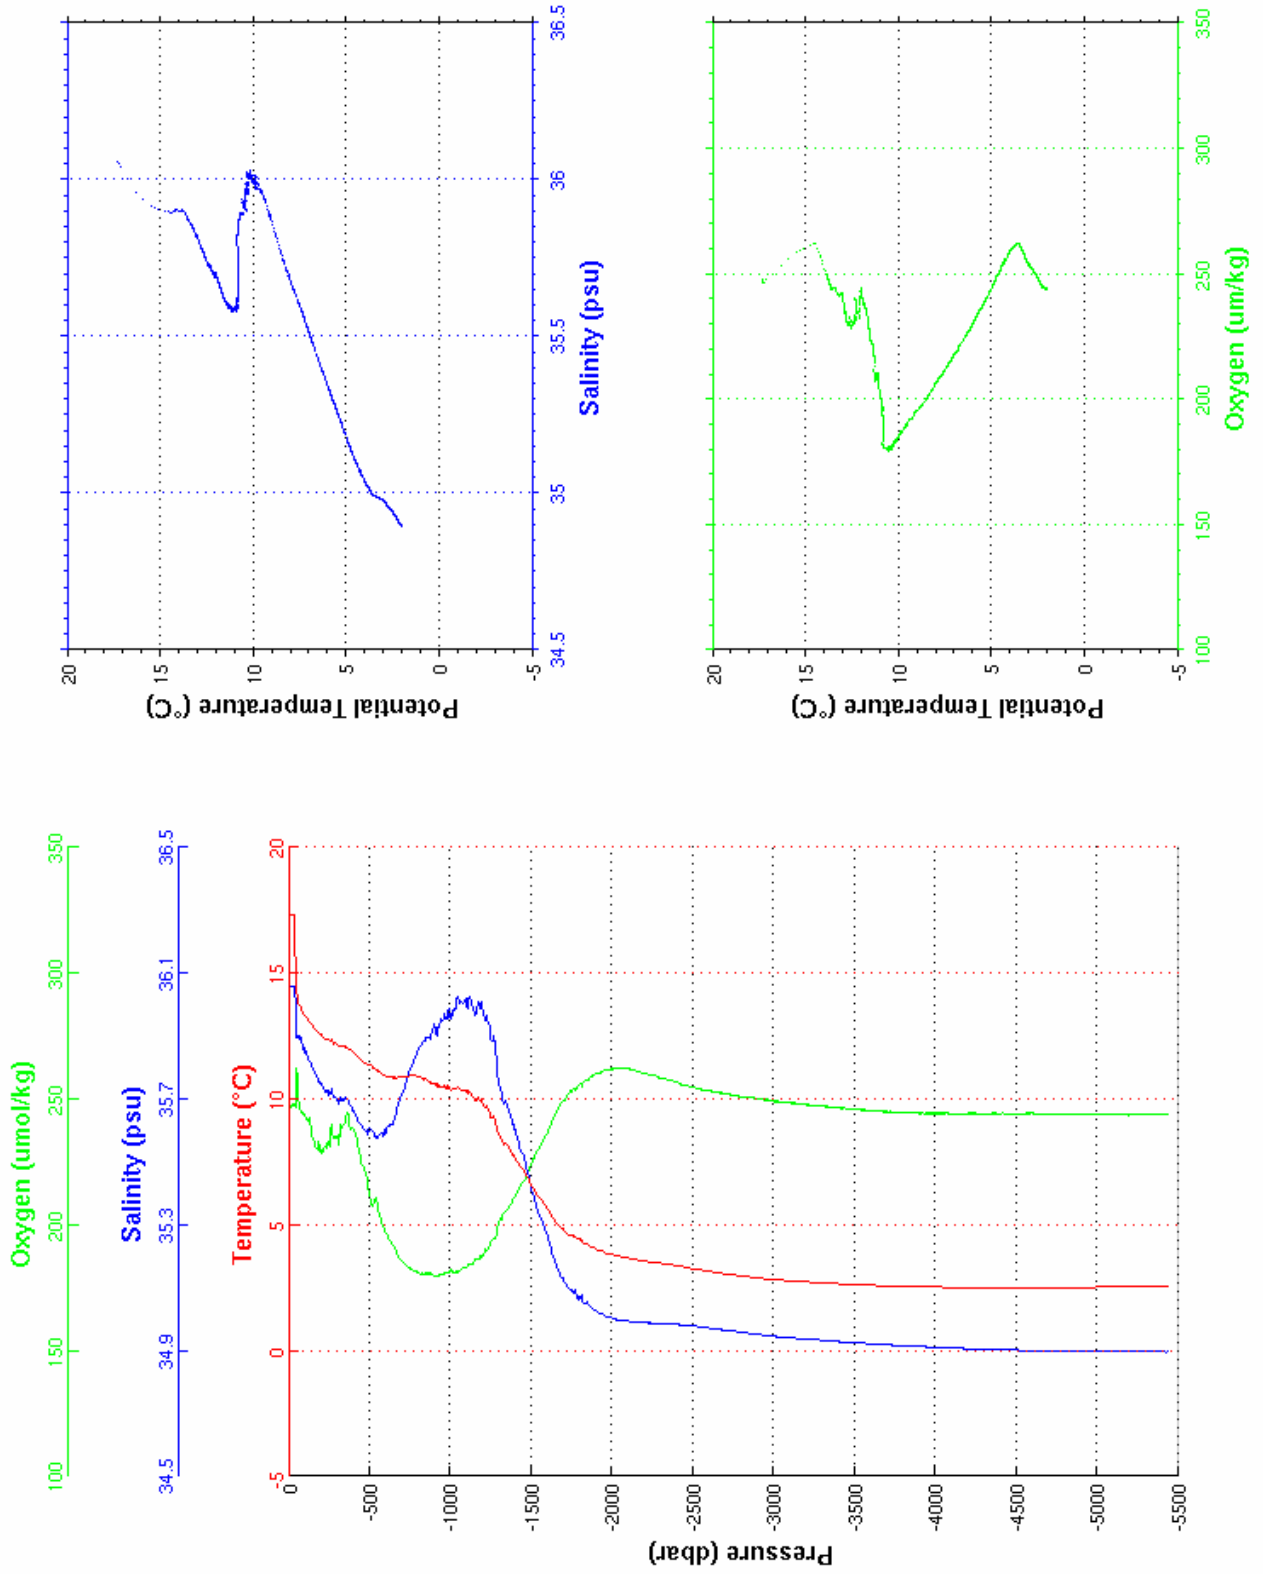 Oxygen (umol/kg)
100 150 200 250 300 350
Salinity (psu)
34.5 34.9 35.3 35.7 36.1 36.5
Temperature (°C)
-5 0 5 10 15 20
Pressure (dbar)
0
-500
-1000
-1500
-2000
-2500
-3000
-3500
-4000
-4500
-5000
-5500
Potential Temperature (°C)
20
15
10
5
0
-5
34.5 35 35.5 36 36.5
Salinity (psu)
Potential Temperature (°C)
20
15
10
5
0
-5
100 150 200 250 300 350
Oxygen (um/kg)